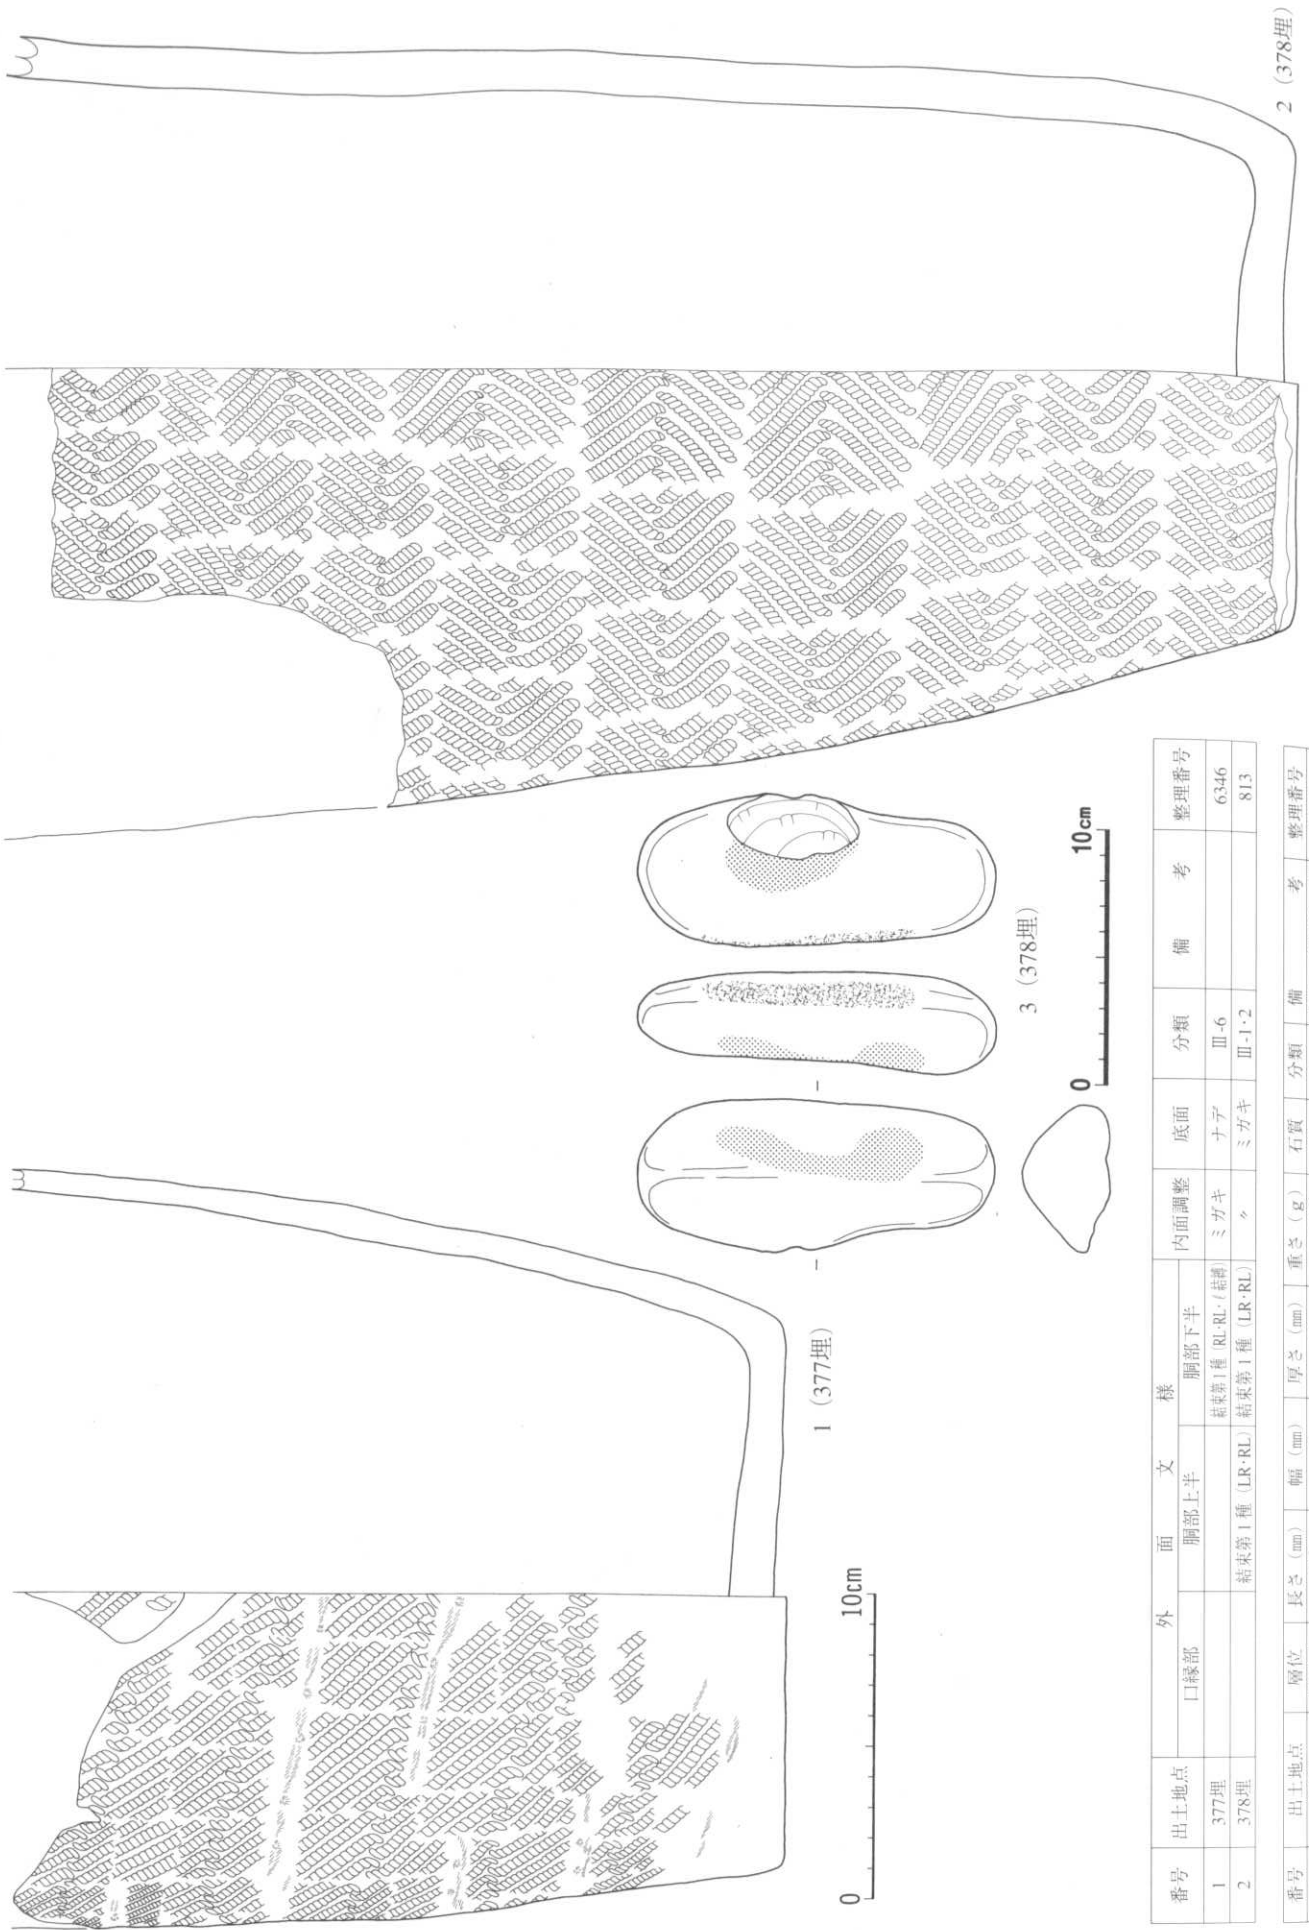 2 (378埋)
1 (377埋)
3 (378埋)
0 10cm
0 10cm
番号 出土地点 外面文様 内面調整 底面 分類 備考 整理番号
口縁部 胴部上半 胴部下半
1 377埋 結束第1種 (RL·RL·ℓ結縛) ミガキ ナデ Ⅲ-6 6346
2 378埋 結束第1種 (LR·RL) 結束第1種 (LR·RL) 〃 ミガキ Ⅲ-1·2 813
番号 出土地点 層位 長さ (mm) 幅 (mm) 厚さ (mm) 重さ (g) 石質 分類 備考 整理番号